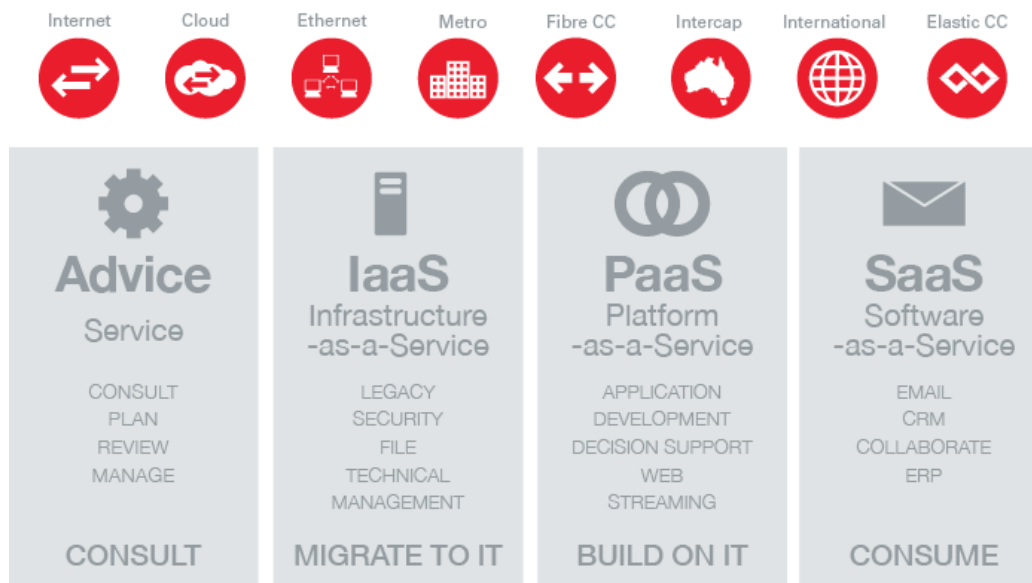 Internet
Cloud
Ethernet
Metro
Fibre CC
Intercap
International
Elastic CC
Advice
Service
CONSULT
PLAN
REVIEW
MANAGE
CONSULT
IaaS
Infrastructure
-as-a-Service
LEGACY
SECURITY
FILE
TECHNICAL
MANAGEMENT
MIGRATE TO IT
PaaS
Platform
-as-a-Service
APPLICATION
DEVELOPMENT
DECISION SUPPORT
WEB
STREAMING
BUILD ON IT
SaaS
Software
-as-a-Service
EMAIL
CRM
COLLABORATE
ERP
CONSUME